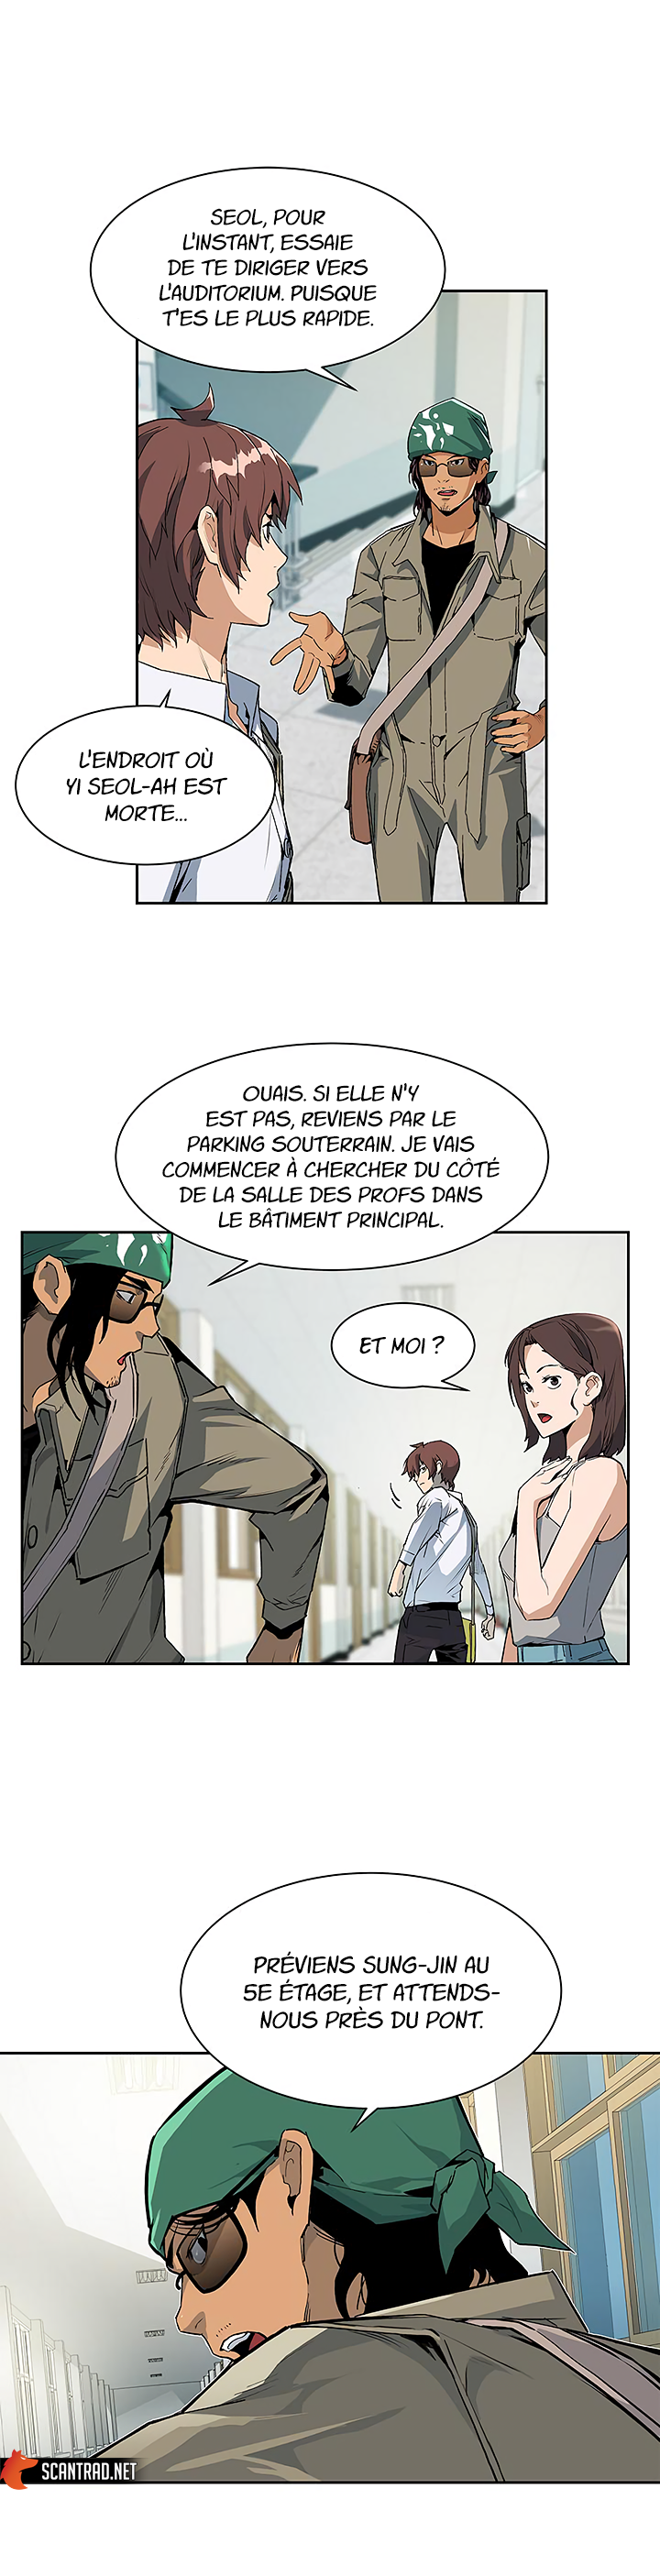 SEOL, POUR
L'INSTANT, ESSAIE
DE TE DIRIGER VERS
L'AUDITORIUM. PUISQUE
T'ES LE PLUS RAPIDE.
L'ENDROIT OÙ
YI SEOL-AH EST
MORTE...
OUAIS. SI ELLE N'Y
EST PAS, REVIENS PAR LE
PARKING SOUTERRAIN. JE VAIS
COMMENCER À CHERCHER DU CÔTÉ
DE LA SALLE DES PROFS DANS
LE BÂTIMENT PRINCIPAL.
ET MOI ?
PRÉVIENS SUNG-JIN AU
5E ÉTAGE, ET ATTENDS-
NOUS PRÈS DU PONT.
SCANTRAD.NET